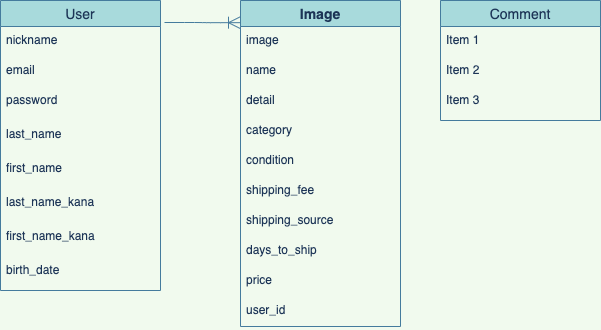 User
nickname
email
password
last_name
first_name
last_name_kana
first_name_kana
birth_date
Image
image
name
detail
category
condition
shipping_fee
shipping_source
days_to_ship
price
user_id
Comment
Item 1
Item 2
Item 3